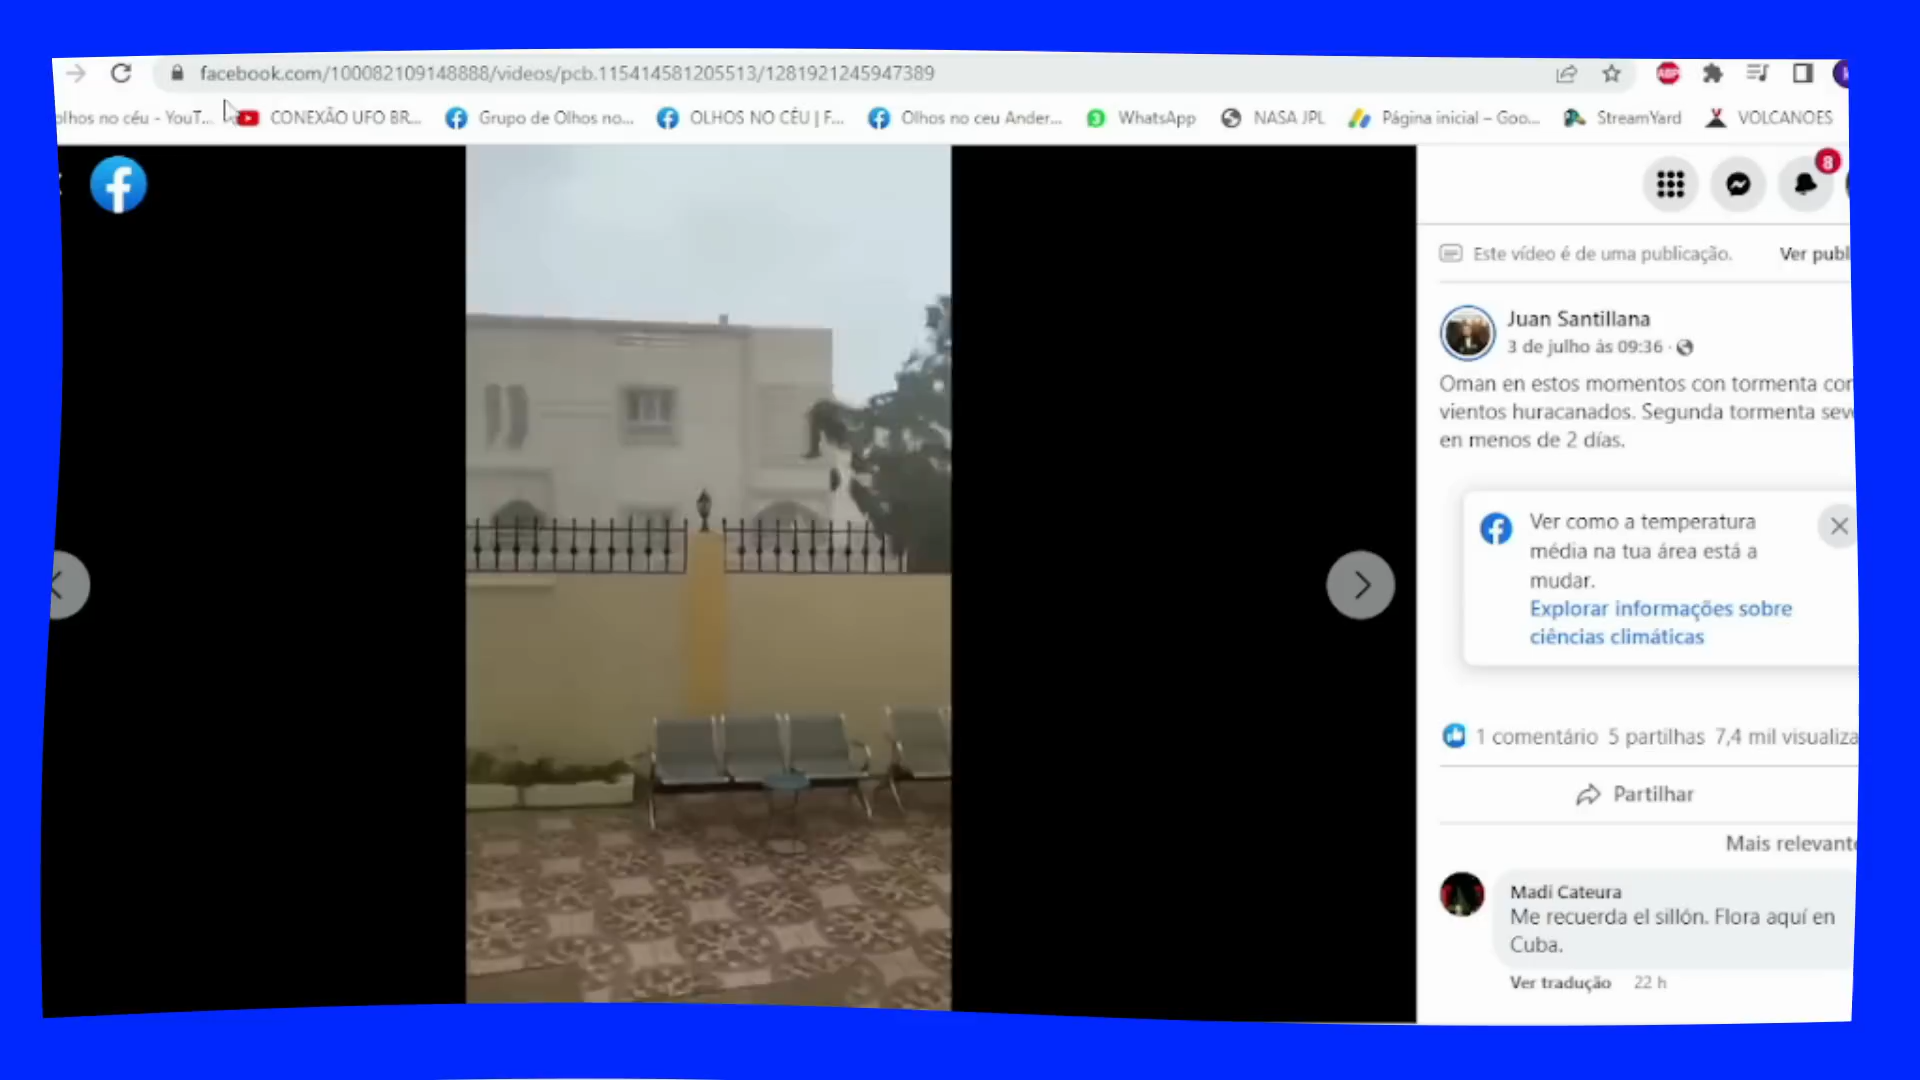 facebook.com/100082109148888/videos/pcb.115414581205513/1281921245947389
olhos no céu - YouT... CONEXÃO UFO BR... Grupo de Olhos no... OLHOS NO CÉU | F... Olhos no ceu Ander... WhatsApp NASA JPL Página inicial – Goo... StreamYard VOLCANOES
8
Este vídeo é de uma publicação. Ver publ
Juan Santillana
3 de julho às 09:36 ·
Oman en estos momentos con tormenta con
vientos huracanados. Segunda tormenta sev
en menos de 2 días.
Ver como a temperatura
média na tua área está a
mudar.
Explorar informações sobre
ciências climáticas
1 comentário 5 partilhas 7,4 mil visualiza
Partilhar
Mais relevante
Madi Cateura
Me recuerda el sillón. Flora aquí en
Cuba.
Ver tradução 22 h